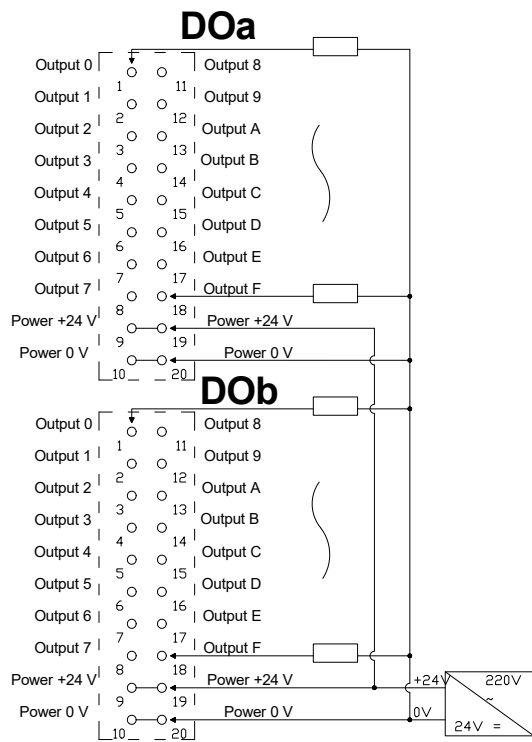 DOa
Output 0 Output 8
1 11
Output 1 Output 9
2 12
Output 2 Output A
3 13
Output 3 Output B
4 14
Output 4 Output C
5 15
Output 5 Output D
6 16
Output 6 Output E
7 17
Output 7 Output F
8 18
Power +24 V Power +24 V
9 19
Power 0 V Power 0 V
10 20
DOb
Output 0 Output 8
1 11
Output 1 Output 9
2 12
Output 2 Output A
3 13
Output 3 Output B
4 14
Output 4 Output C
5 15
Output 5 Output D
6 16
Output 6 Output E
7 17
Output 7 Output F
8 18
Power +24 V Power +24 V +24V 220V
9 19 ~
Power 0 V Power 0 V 0V
10 20 24V =